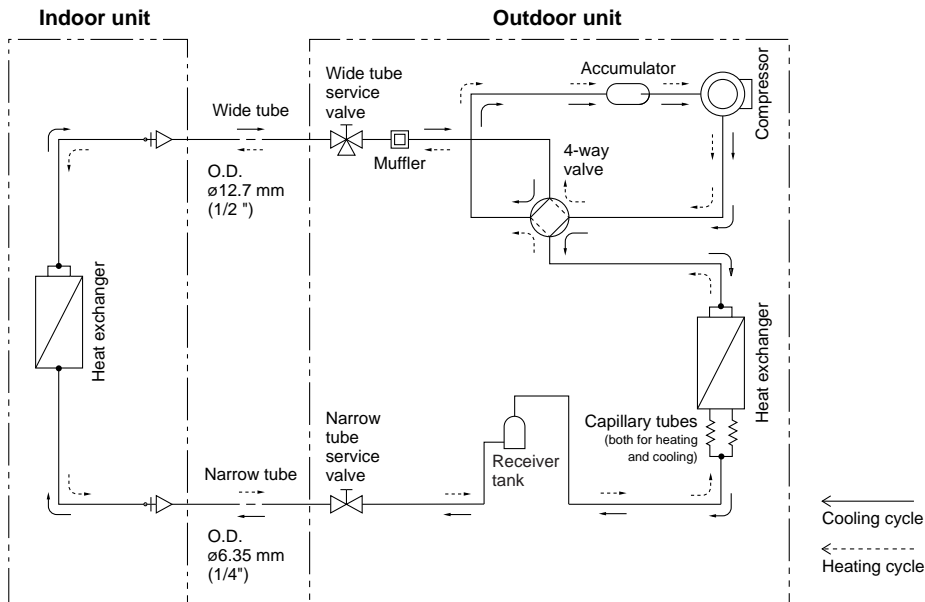 Indoor unit
Outdoor unit
Wide tube
service
valve
Accumulator
Compressor
Wide tube
Muffler
4-way
valve
O.D.
ø12.7 mm
(1/2 ")
Heat exchanger
Heat exchanger
Narrow
tube
service
valve
Capillary tubes
(both for heating
and cooling)
Receiver
tank
Narrow tube
O.D.
ø6.35 mm
(1/4")
Cooling cycle
Heating cycle